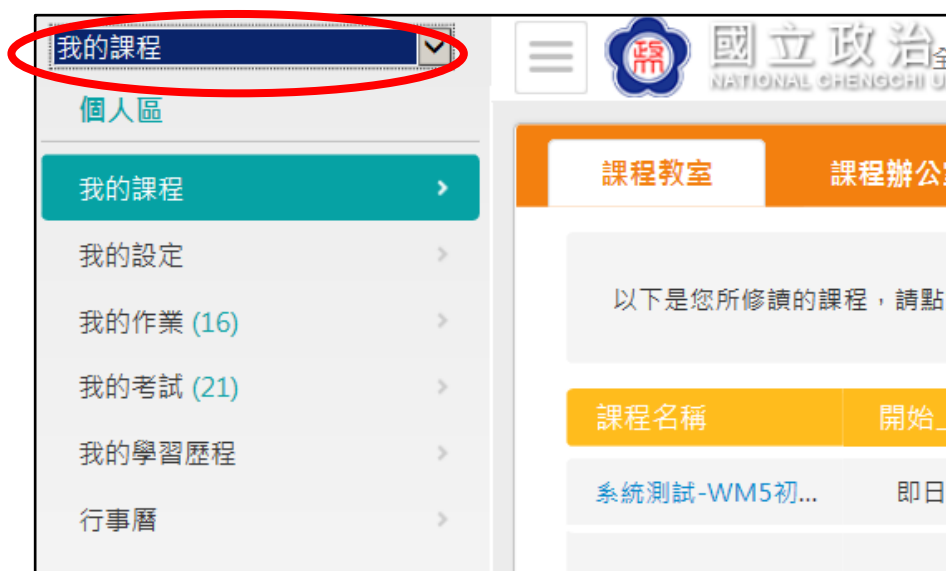 我的課程
個人區
我的課程
我的設定
我的作業 (16)
我的考試 (21)
我的學習歷程
行事曆
國立政治
全
NATIONAL CHENGCHI U
課程教室
課程辦公
以下是您所修讀的課程，請點
課程名稱
開始
系統測試-WM5初...
即日